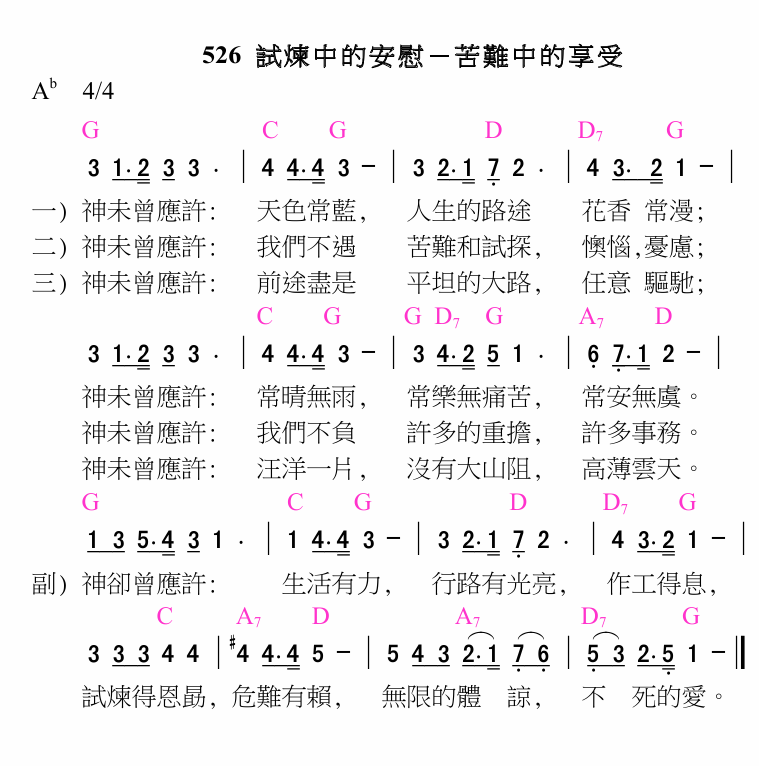 526 試煉中的安慰－苦難中的享受
A♭ 4/4
G C G D D7 G
3 1·2 3 3 · | 4 4·4 3 – | 3 2·1 7 2 · | 4 3· 2 1 – |
一) 神未曾應許： 天色常藍， 人生的路途 花香 常漫；
二) 神未曾應許： 我們不遇 苦難和試探， 懊惱，憂慮；
三) 神未曾應許： 前途盡是 平坦的大路， 任意 驅馳；
C G G D7 G A7 D
3 1·2 3 3 · | 4 4·4 3 – | 3 4·2 5 1 · | 6 7·1 2 – |
神未曾應許： 常晴無雨， 常樂無痛苦， 常安無虞。
神未曾應許： 我們不負 許多的重擔， 許多事務。
神未曾應許： 汪洋一片， 沒有大山阻， 高薄雲天。
G C G D D7 G
1 3 5·4 3 1 · | 1 4·4 3 – | 3 2·1 7 2 · | 4 3·2 1 – |
副) 神卻曾應許： 生活有力， 行路有光亮， 作工得息，
C A7 D A7 D7 G
3 3 3 4 4 | #4 4·4 5 – | 5 4 3 2·1 7 6 | 5 3 2·5 1 – ‖
試煉得恩勗，危難有賴， 無限的體 諒， 不 死的愛。